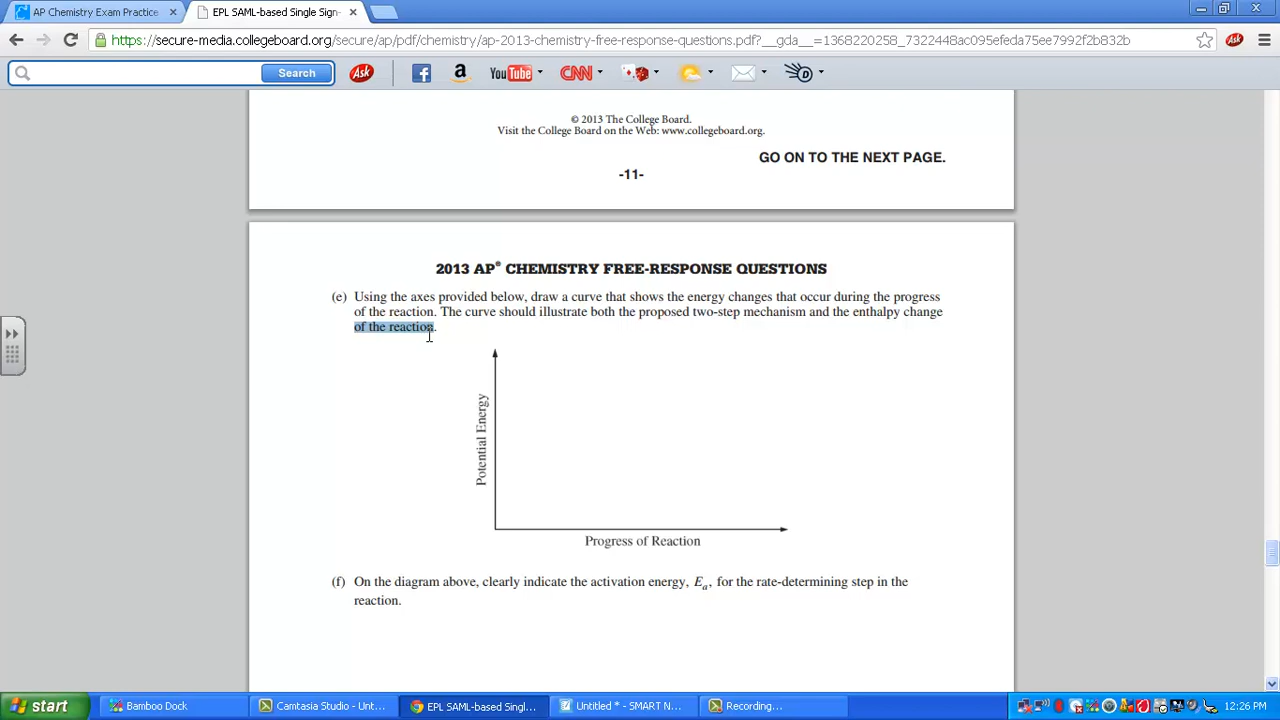 AP Chemistry Exam Practice
EPL SAML-based Single Sign-
https://secure-media.collegeboard.org/secure/ap/pdf/chemistry/ap-2013-chemistry-free-response-questions.pdf?__gda__=1368220258_7322448ac095efeda75ee7992f2b832b
Search
Ask
YouTube
CNN
© 2013 The College Board.
Visit the College Board on the Web: www.collegeboard.org.
GO ON TO THE NEXT PAGE.
-11-
2013 AP® CHEMISTRY FREE-RESPONSE QUESTIONS
(e) Using the axes provided below, draw a curve that shows the energy changes that occur during the progress
of the reaction. The curve should illustrate both the proposed two-step mechanism and the enthalpy change
of the reaction.
Potential Energy
Progress of Reaction
(f) On the diagram above, clearly indicate the activation energy, Ea, for the rate-determining step in the
reaction.
start
Bamboo Dock
Camtasia Studio - Unt...
EPL SAML-based Singl...
Untitled * - SMART N...
Recording...
12:26 PM